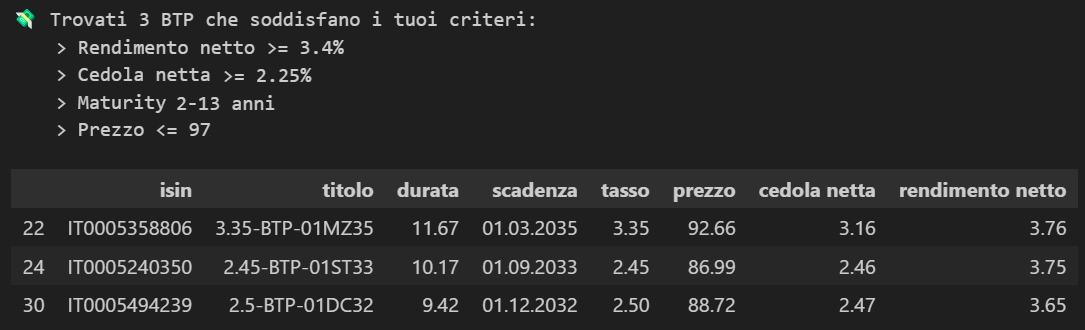 Trovati 3 BTP che soddisfano i tuoi criteri:
> Rendimento netto >= 3.4%
> Cedola netta >= 2.25%
> Maturity 2-13 anni
> Prezzo <= 97
isin titolo durata scadenza tasso prezzo cedola netta rendimento netto
22 IT0005358806 3.35-BTP-01MZ35 11.67 01.03.2035 3.35 92.66 3.16 3.76
24 IT0005240350 2.45-BTP-01ST33 10.17 01.09.2033 2.45 86.99 2.46 3.75
30 IT0005494239 2.5-BTP-01DC32 9.42 01.12.2032 2.50 88.72 2.47 3.65